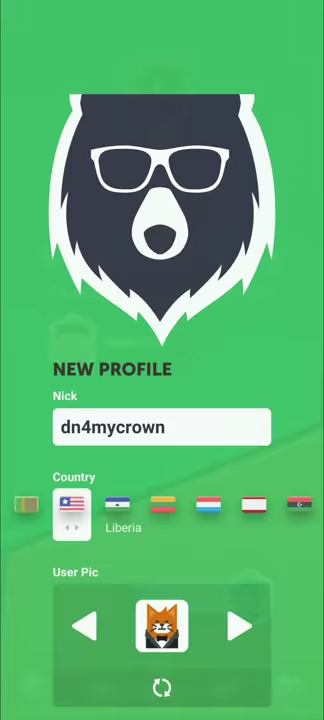 NEW PROFILE
Nick
dn4mycrown
Country
Liberia
User Pic